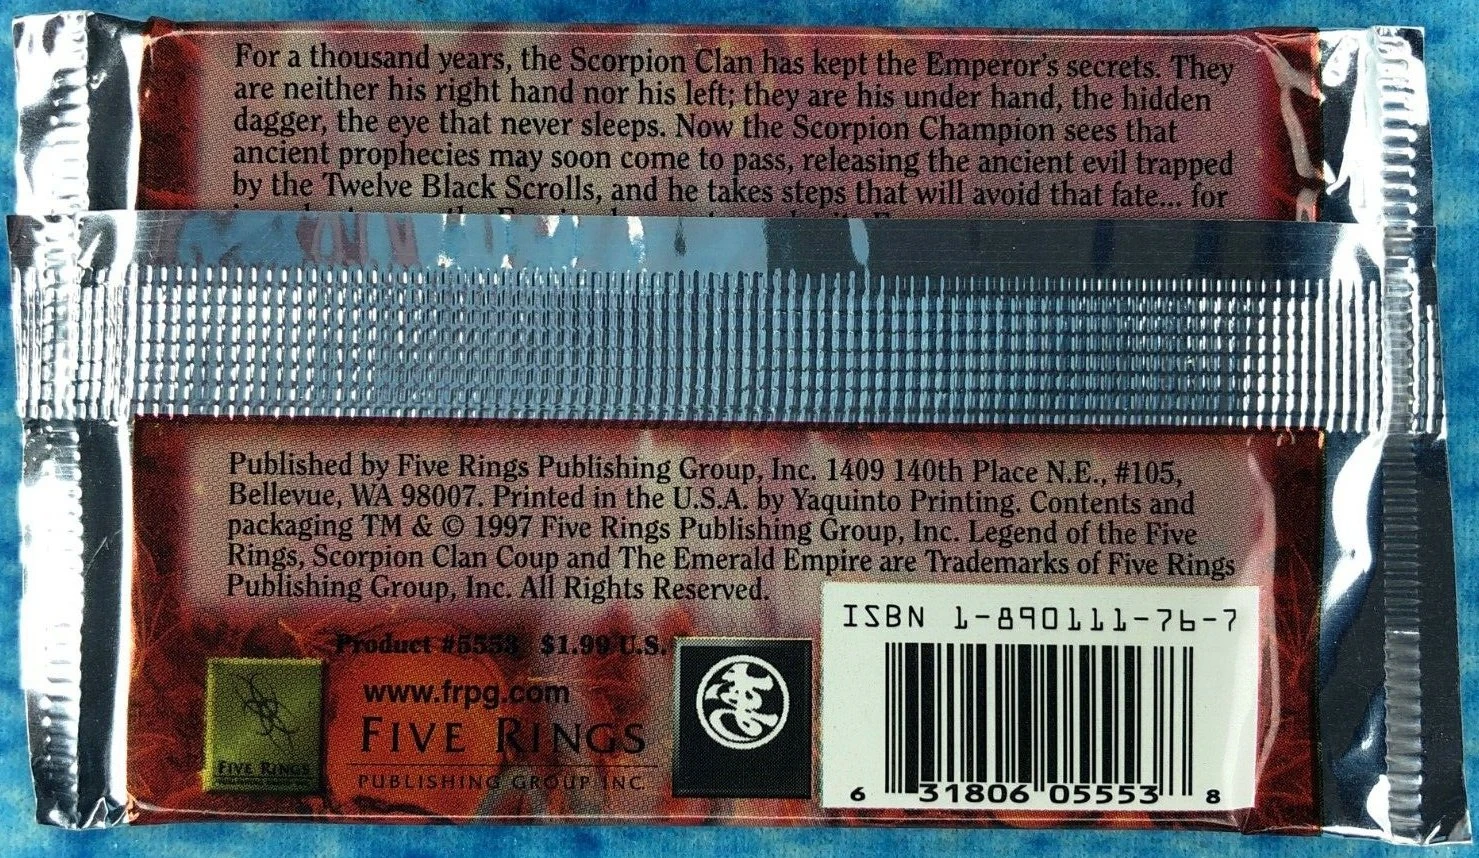 For a thousand years, the Scorpion Clan has kept the Emperor's secrets. They
are neither his right hand nor his left; they are his under hand, the hidden
dagger, the eye that never sleeps. Now the Scorpion Champion sees that
ancient prophecies may soon come to pass, releasing the ancient evil trapped
by the Twelve Black Scrolls, and he takes steps that will avoid that fate... for
Published by Five Rings Publishing Group, Inc. 1409 140th Place N.E., #105,
Bellevue, WA 98007. Printed in the U.S.A. by Yaquinto Printing. Contents and
packaging TM & © 1997 Five Rings Publishing Group, Inc. Legend of the Five
Rings, Scorpion Clan Coup and The Emerald Empire are Trademarks of Five Rings
Publishing Group, Inc. All Rights Reserved.
Product #5553 $1.99 U.S.
www.frpg.com
FIVE RINGS
PUBLISHING GROUP INC
FIVE RINGS
ISBN 1-890111-76-7
6 31806 05553 8